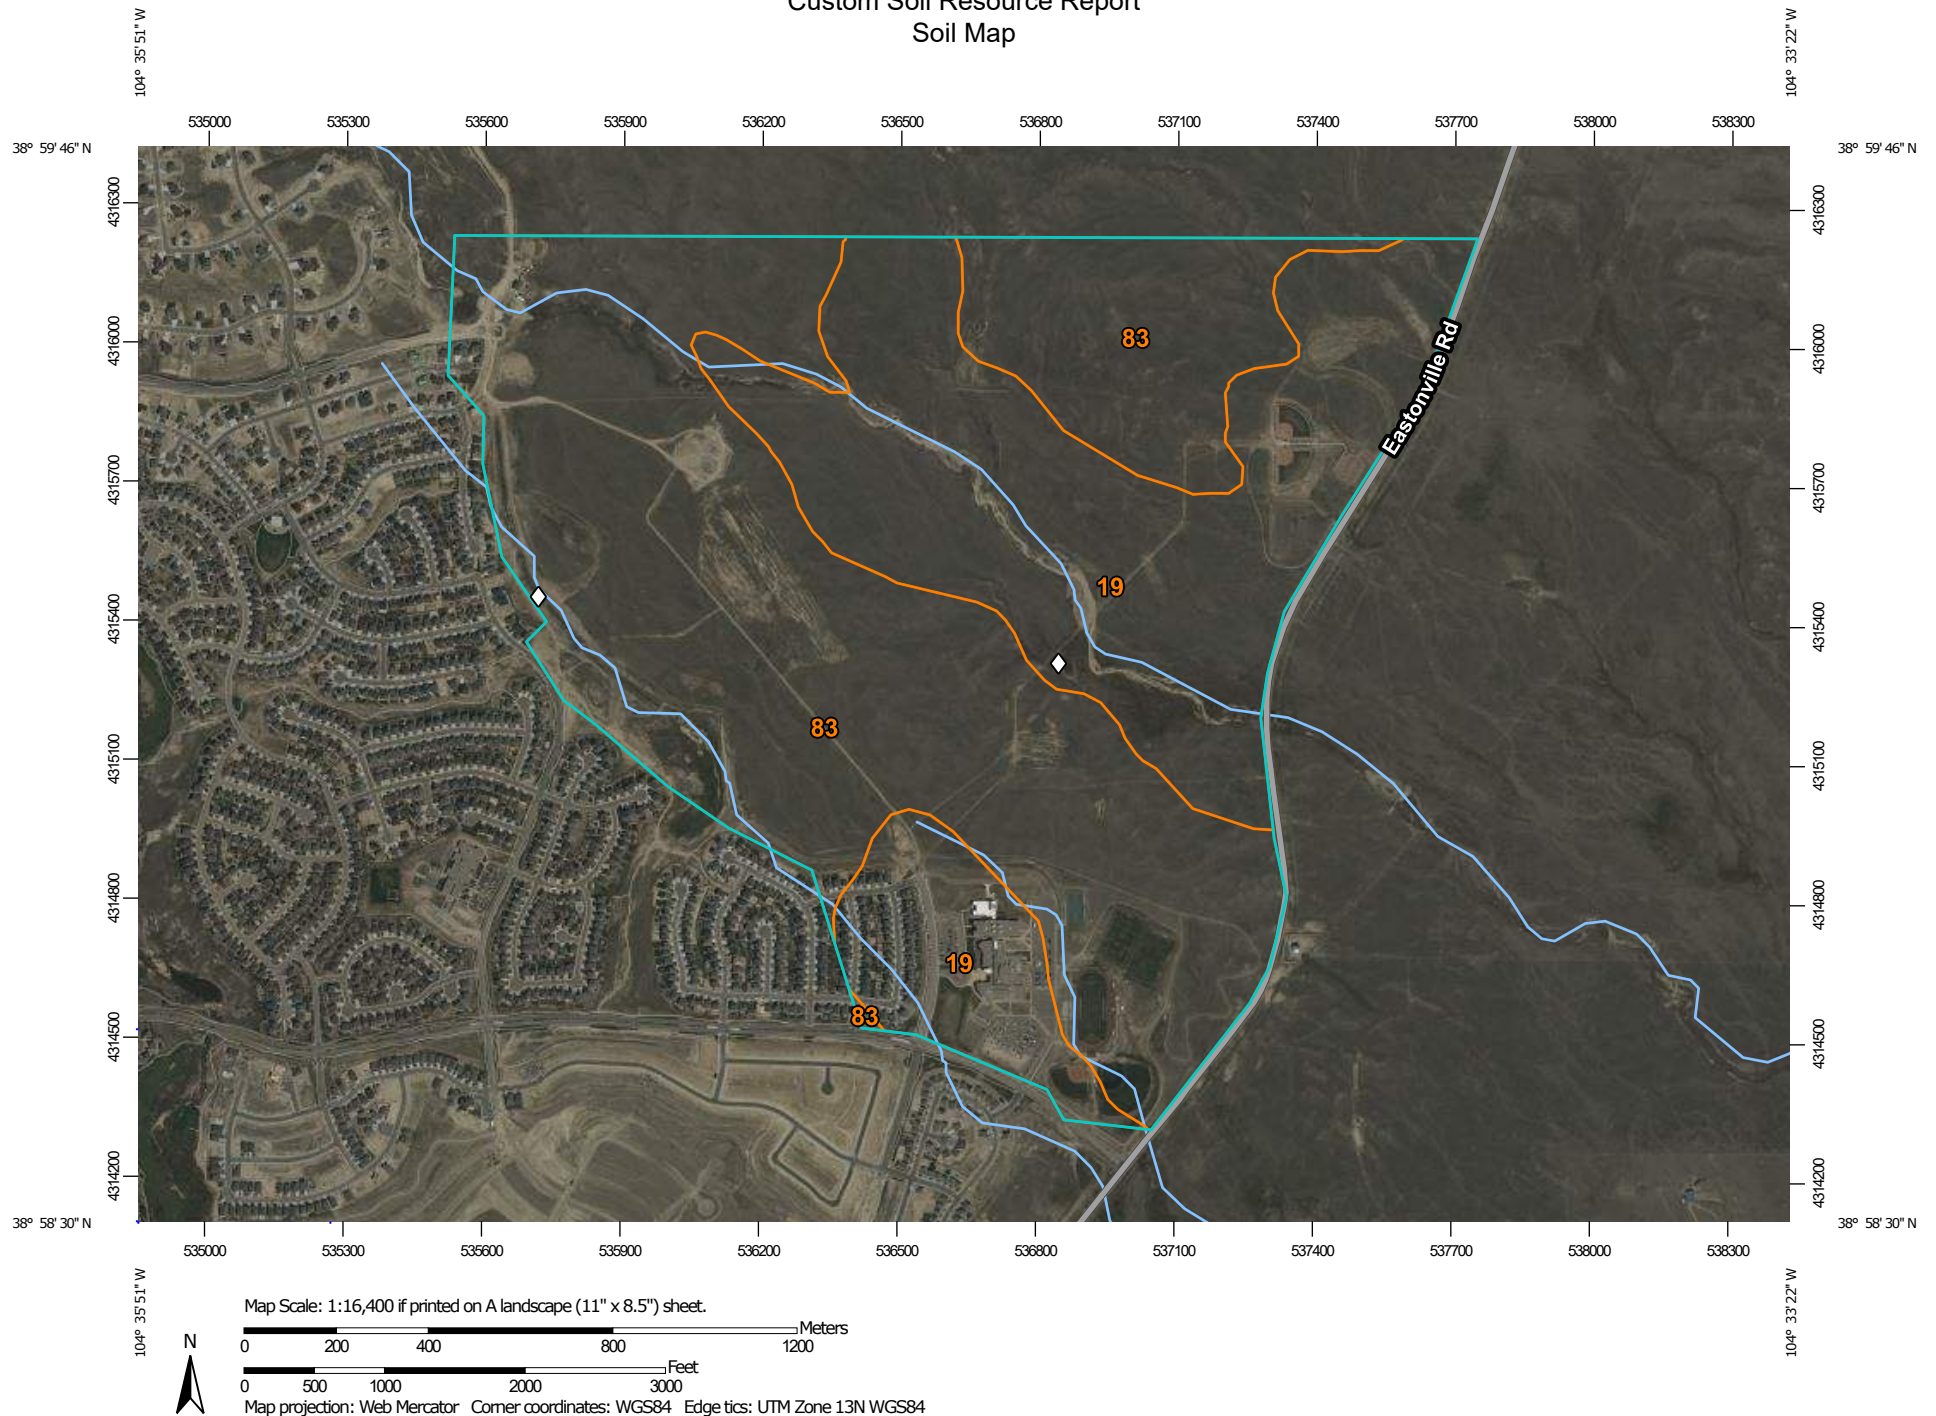 Custom Soil Resource Report
Soil Map
104° 35' 51" W
104° 33' 22" W
535000 535300 535600 535900 536200 536500 536800 537100 537400 537700 538000 538300
38° 59' 46" N
38° 59' 46" N
4316300
4316300
83
4316000
4316000
Eastonville Rd
4315700
4315700
19
4315400
4315400
83
4315100
4315100
4314800
4314800
19
83
4314500
4314500
4314200
4314200
38° 58' 30" N
38° 58' 30" N
535000 535300 535600 535900 536200 536500 536800 537100 537400 537700 538000 538300
104° 35' 51" W
104° 33' 22" W
Map Scale: 1:16,400 if printed on A landscape (11" x 8.5") sheet.
Meters
0 200 400 800 1200
N
Feet
0 500 1000 2000 3000
Map projection: Web Mercator Corner coordinates: WGS84 Edge tics: UTM Zone 13N WGS84